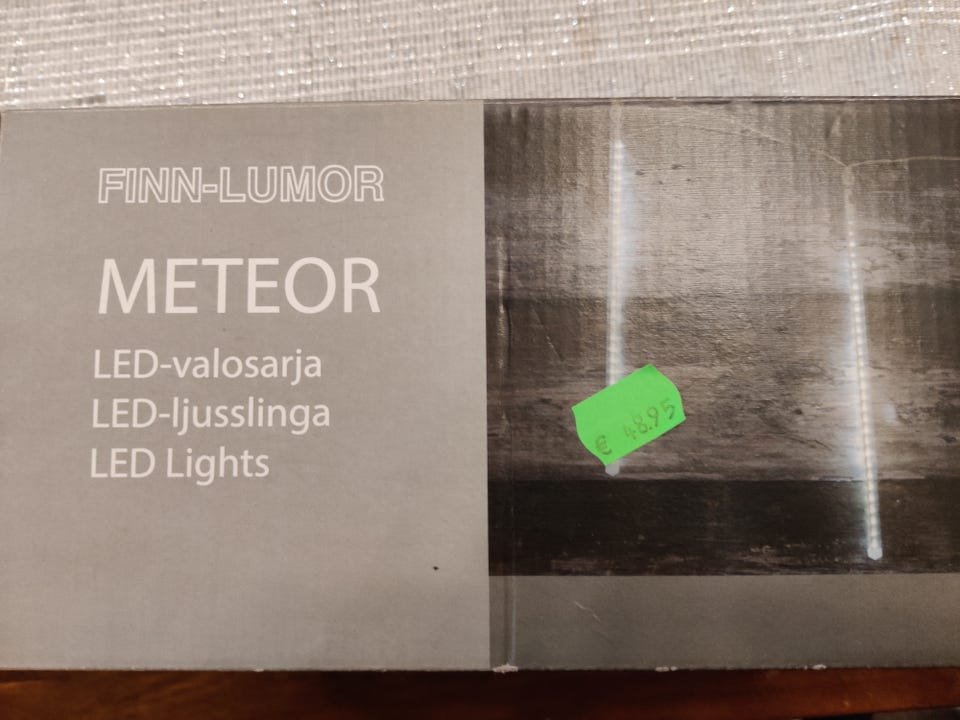 FINN-LUMOR
METEOR
LED-valosarja
LED-ljusslinga
LED Lights
€ 48.95